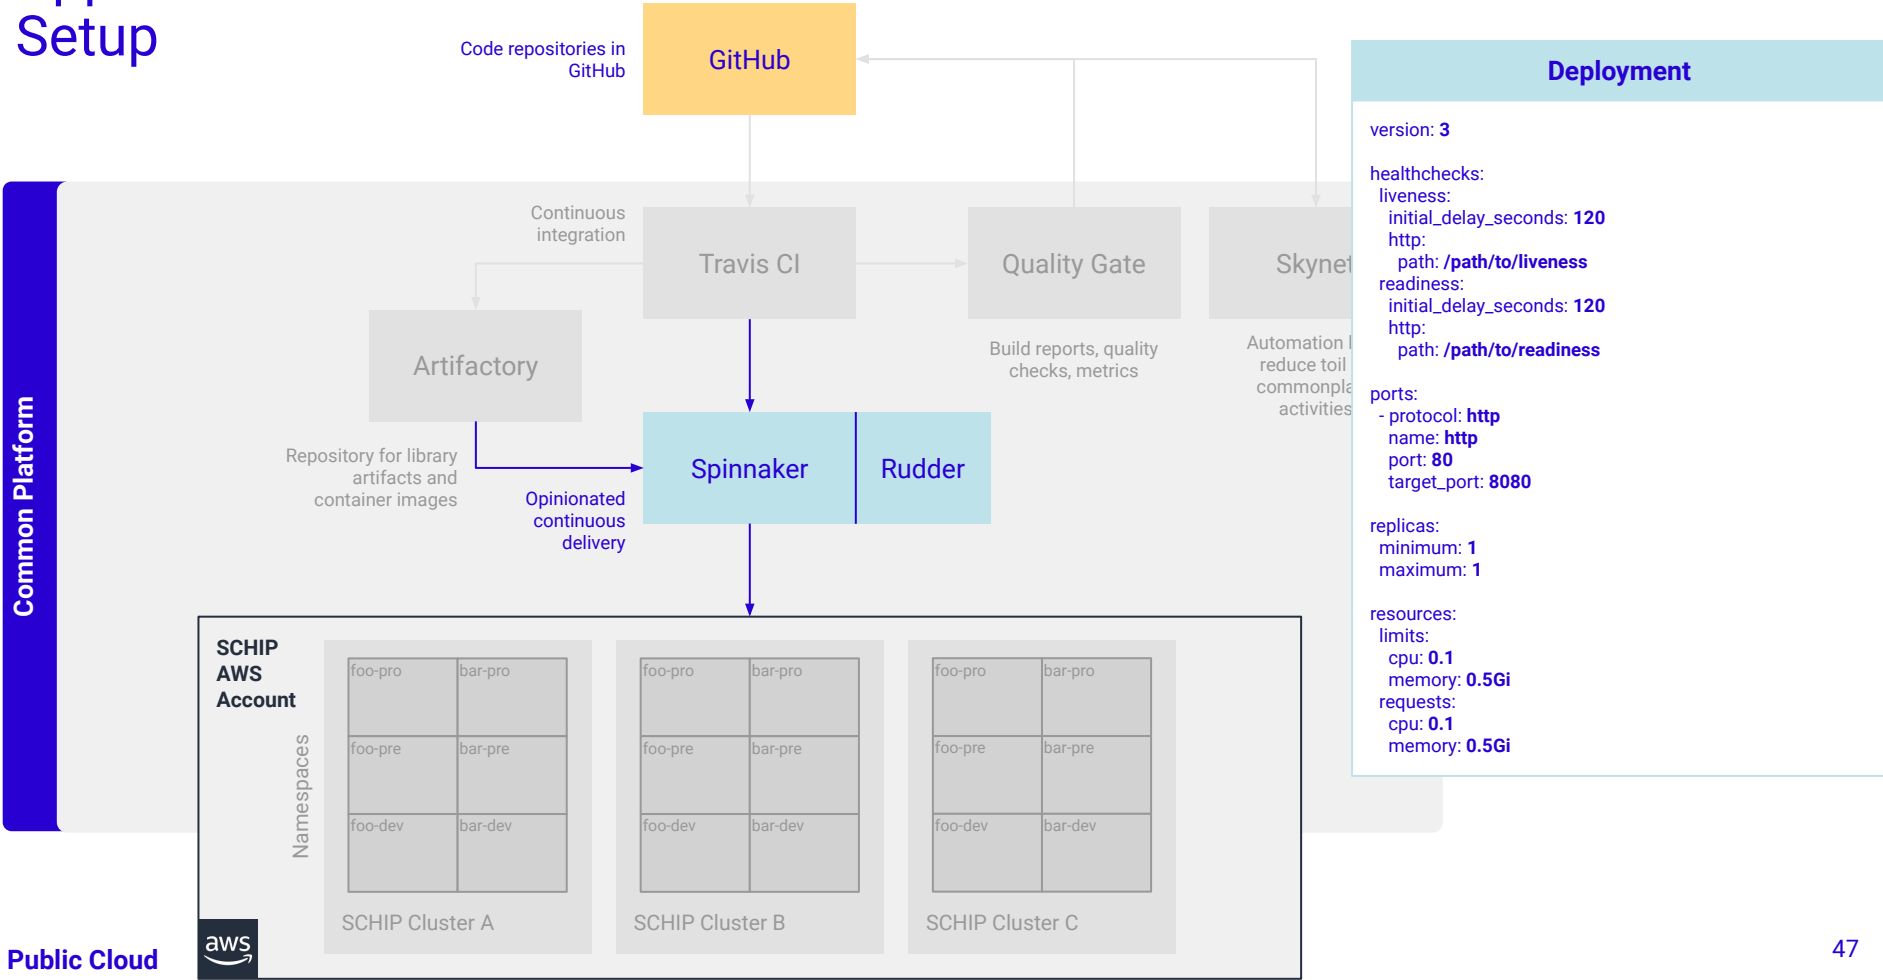 Setup
Code repositories in
GitHub
GitHub
Continuous
integration
Travis CI
Quality Gate
Skynet
Artifactory
Build reports, quality
checks, metrics
Automation
reduce toil
activities
Repository for library
artifacts and
container images
Spinnaker
Rudder
Opinionated
continuous
delivery
Common Platform
SCHIP
AWS
Account
Namespaces
foo-pro
bar-pro
foo-pre
bar-pre
foo-dev
bar-dev
SCHIP Cluster A
foo-pro
bar-pro
foo-pre
bar-pre
foo-dev
bar-dev
SCHIP Cluster B
foo-pro
bar-pro
foo-pre
bar-pre
foo-dev
bar-dev
SCHIP Cluster C
aws
Public Cloud
Deployment
version: 3
healthchecks:
liveness:
initial_delay_seconds: 120
http:
path: /path/to/liveness
readiness:
initial_delay_seconds: 120
http:
path: /path/to/readiness
ports:
- protocol: http
name: http
port: 80
target_port: 8080
replicas:
minimum: 1
maximum: 1
resources:
limits:
cpu: 0.1
memory: 0.5Gi
requests:
cpu: 0.1
memory: 0.5Gi
47